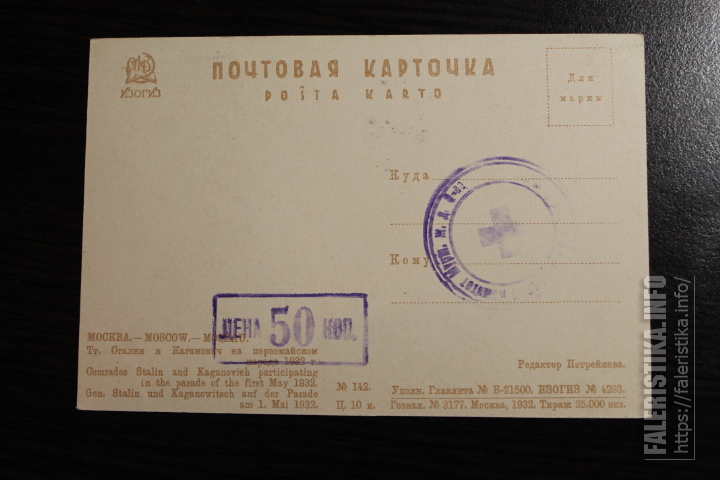 ИЗОГИЗ
ПОЧТОВАЯ КАРТОЧКА
POŜTA KARTO
Для
марки
Куда
Кому
Мурм. Ж. Д.
ЦЕНА 50 КОП.
МОСКВА.— MOSCOW.—
Тт. Сталин и Каганович на первомайском
параде 1932 г.
Comrades Stalin and Kaganovich participating
in the parade of the first May 1932.
Gen. Stalin und Kaganowitsch auf der Parade
am 1. Mai 1932.
№ 142.
Ц. 10 к.
Редактор Петрейкова.
Уполн. Главлита № Б-21500. ИЗОГИЗ № 4293.
Гознак. № 3177. Москва, 1932. Тираж 25.000 экз.
FALERISTIKA.INFO
https://faleristika.info/